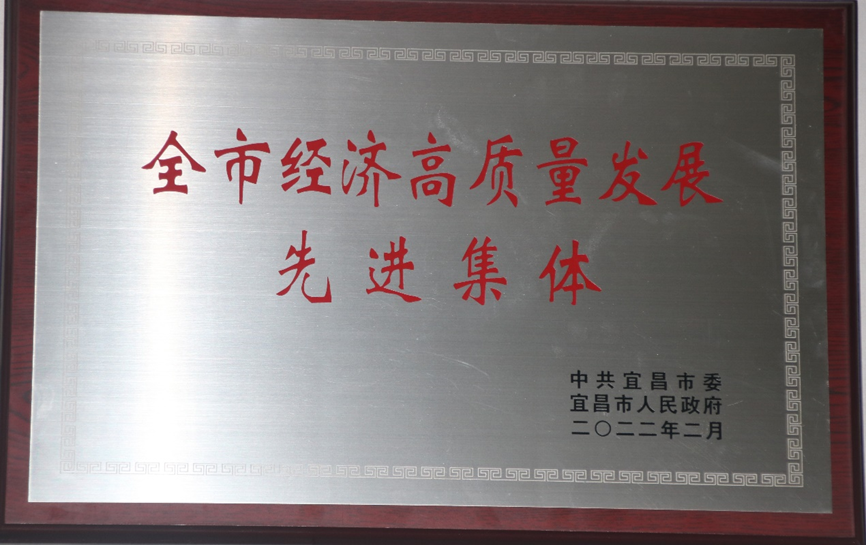 全市经济高质量发展
先进集体
中共宜昌市委
宜昌市人民政府
二〇二二年二月